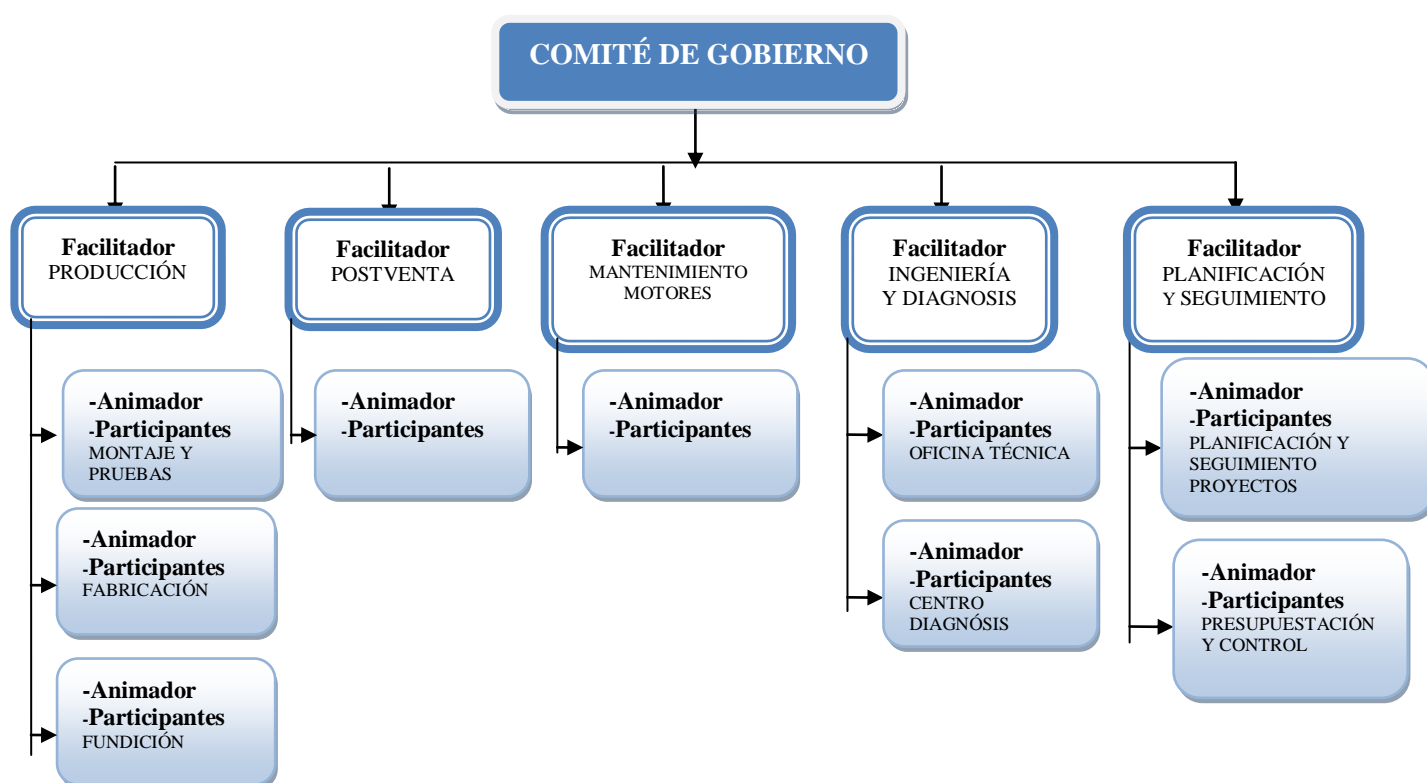 COMITÉ DE GOBIERNO
Facilitador
PRODUCCIÓN
Facilitador
POSTVENTA
Facilitador
MANTENIMIENTO
MOTORES
Facilitador
INGENIERÍA
Y DIAGNOSIS
Facilitador
PLANIFICACIÓN
Y SEGUIMIENTO
-Animador
-Participantes
MONTAJE Y
PRUEBAS
-Animador
-Participantes
FABRICACIÓN
-Animador
-Participantes
FUNDICIÓN
-Animador
-Participantes
-Animador
-Participantes
-Animador
-Participantes
OFICINA TÉCNICA
-Animador
-Participantes
CENTRO
DIAGNÓSIS
-Animador
-Participantes
PLANIFICACIÓN Y
SEGUIMIENTO
PROYECTOS
-Animador
-Participantes
PRESUPUESTACIÓN
Y CONTROL